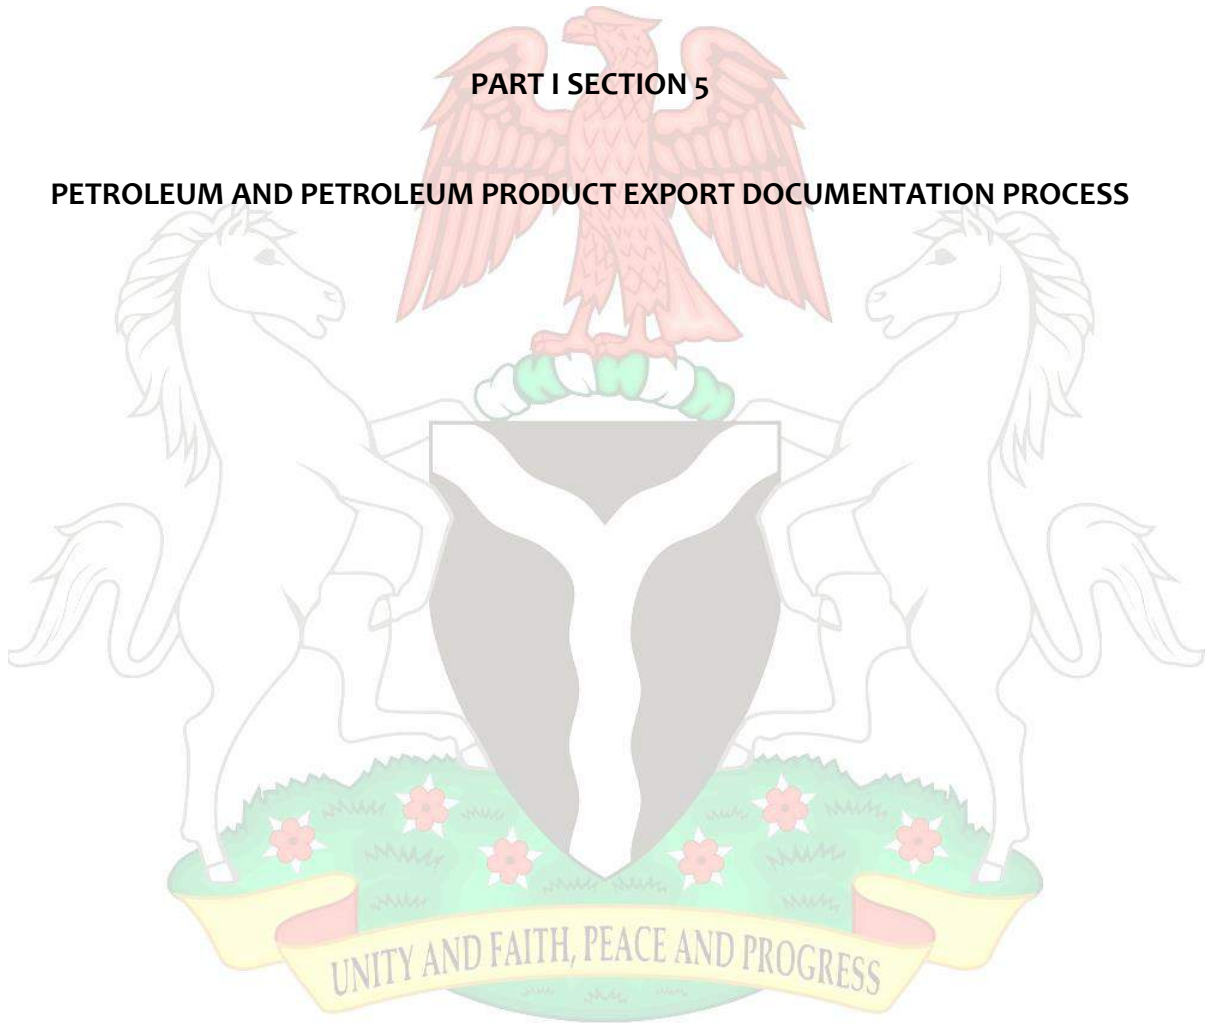 PART I SECTION 5
PETROLEUM AND PETROLEUM PRODUCT EXPORT DOCUMENTATION PROCESS
UNITY AND FAITH, PEACE AND PROGRESS